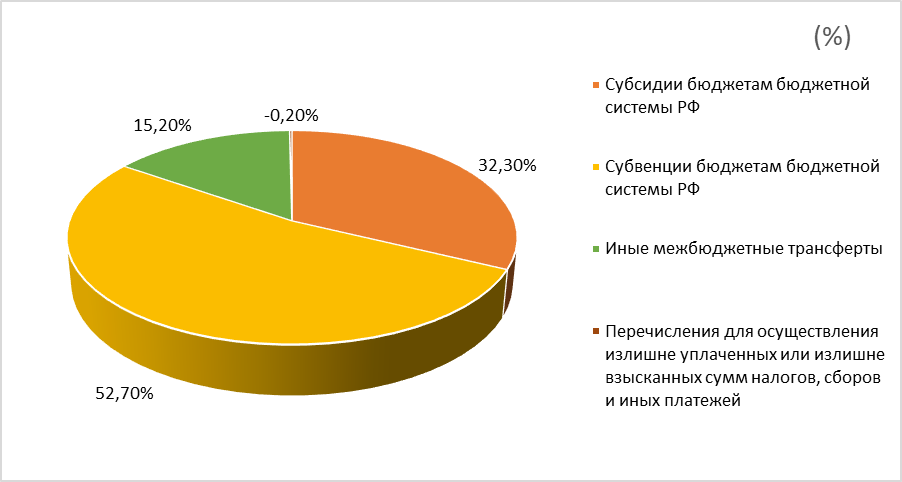 (%)
-0,20%
15,20%
32,30%
52,70%
Субсидии бюджетам бюджетной
системы РФ
Субвенции бюджетам бюджетной
системы РФ
Иные межбюджетные трансферты
Перечисления для осуществления
излишне уплаченных или излишне
взысканных сумм налогов, сборов
и иных платежей